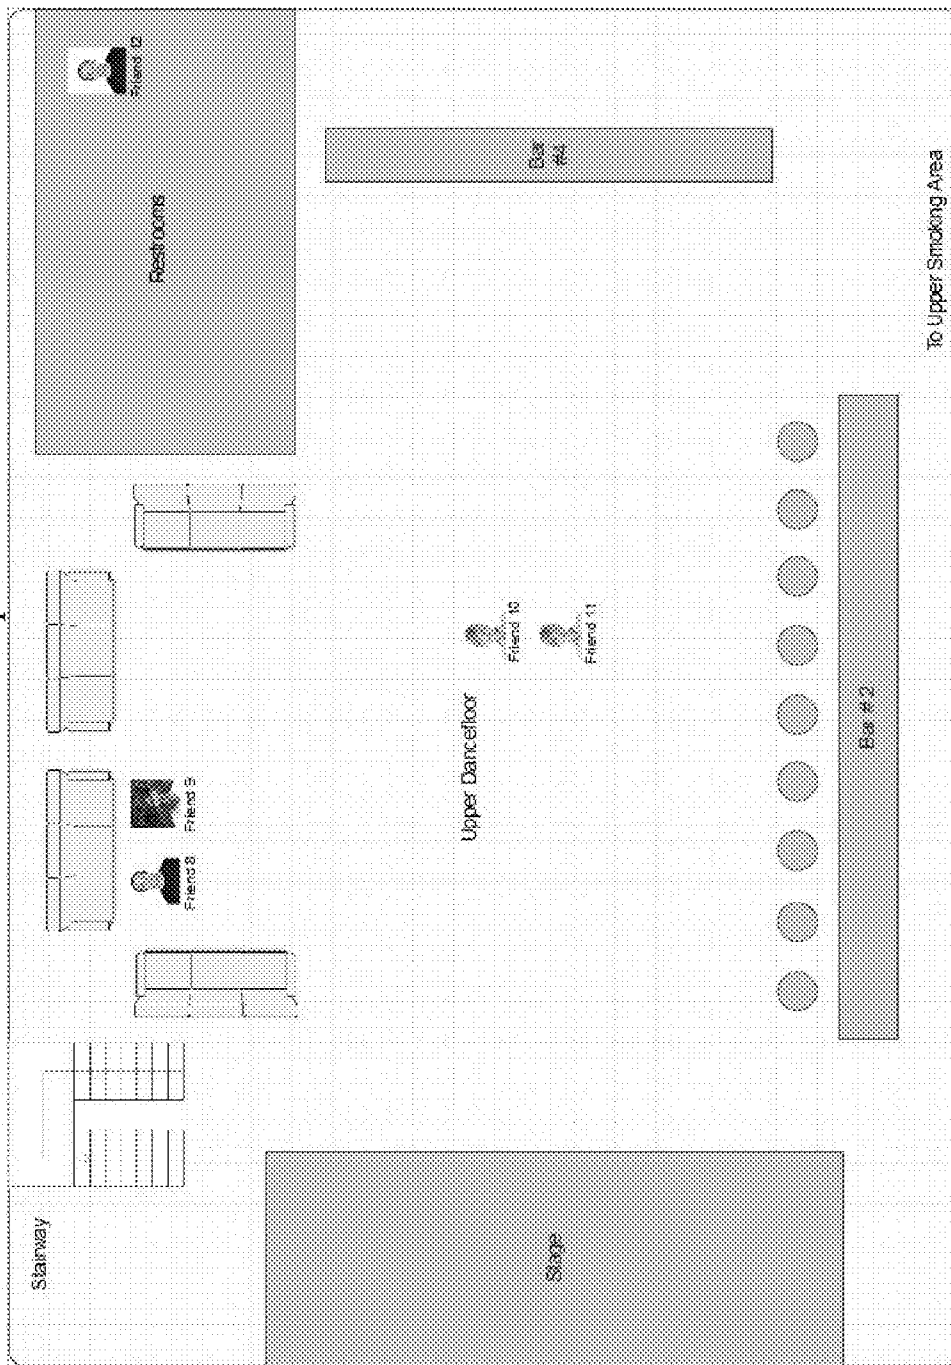 Stairway
Friend 8
Friend 9
Restrooms
Friend 12
Stage
Upper Dancefloor
Friend 10
Friend 11
Bar
#4
Bar # 2
To Upper Smoking Area